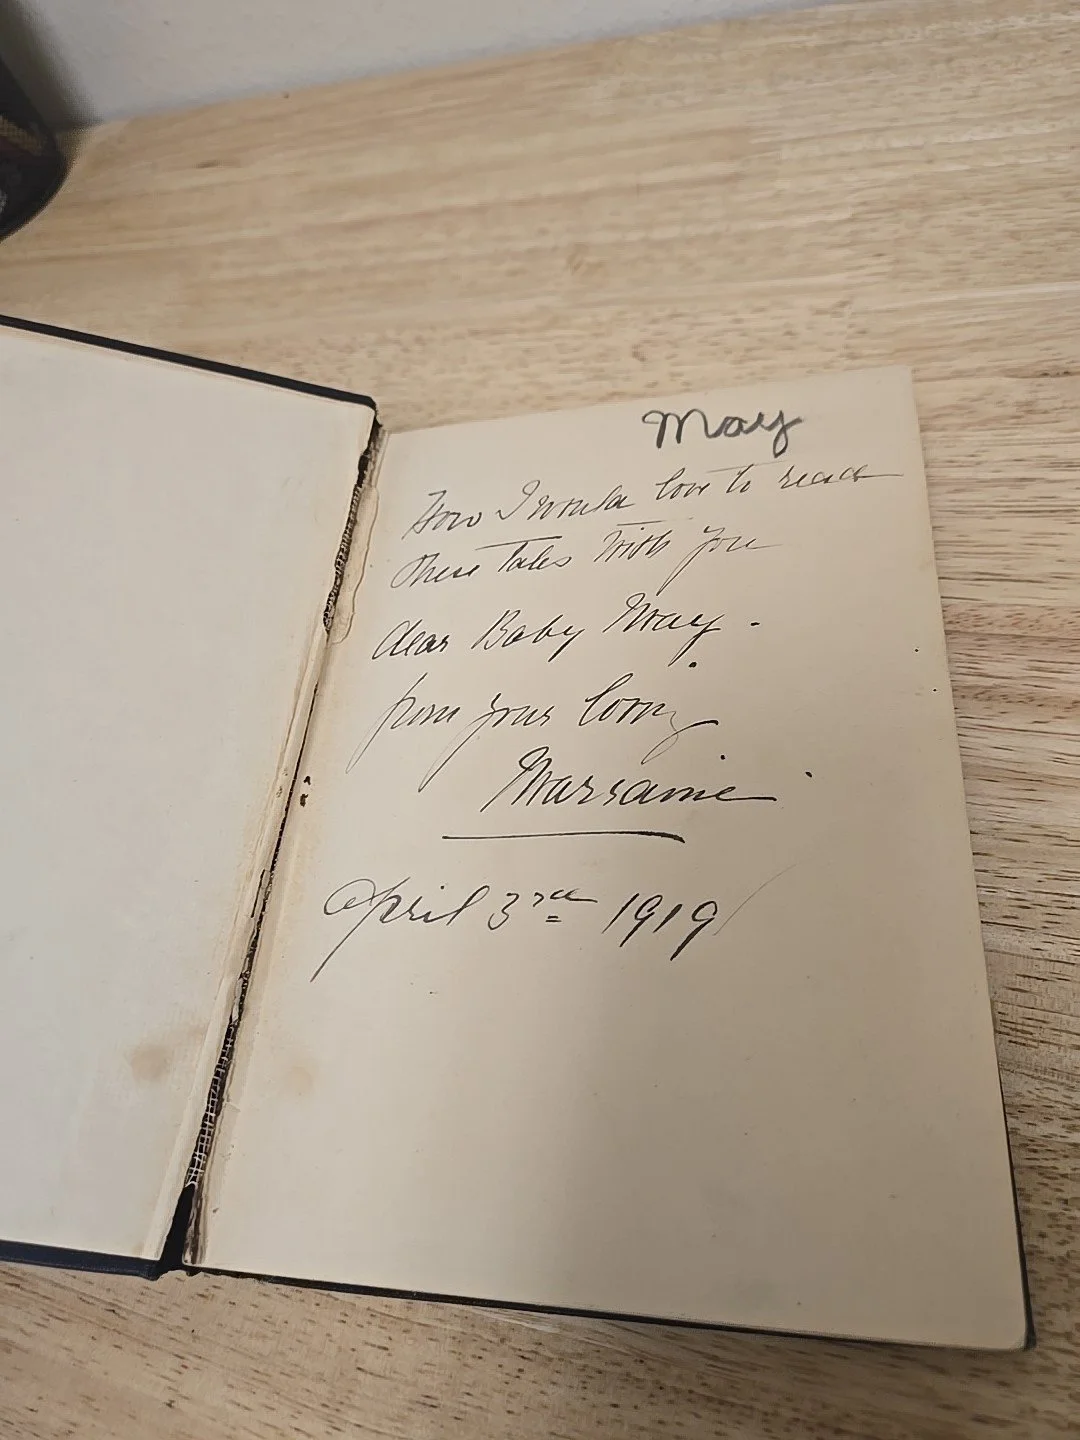 May
How I would love to read
these Tales With you
dear Baby May.
from your loving
Marraine
April 3rd 1919